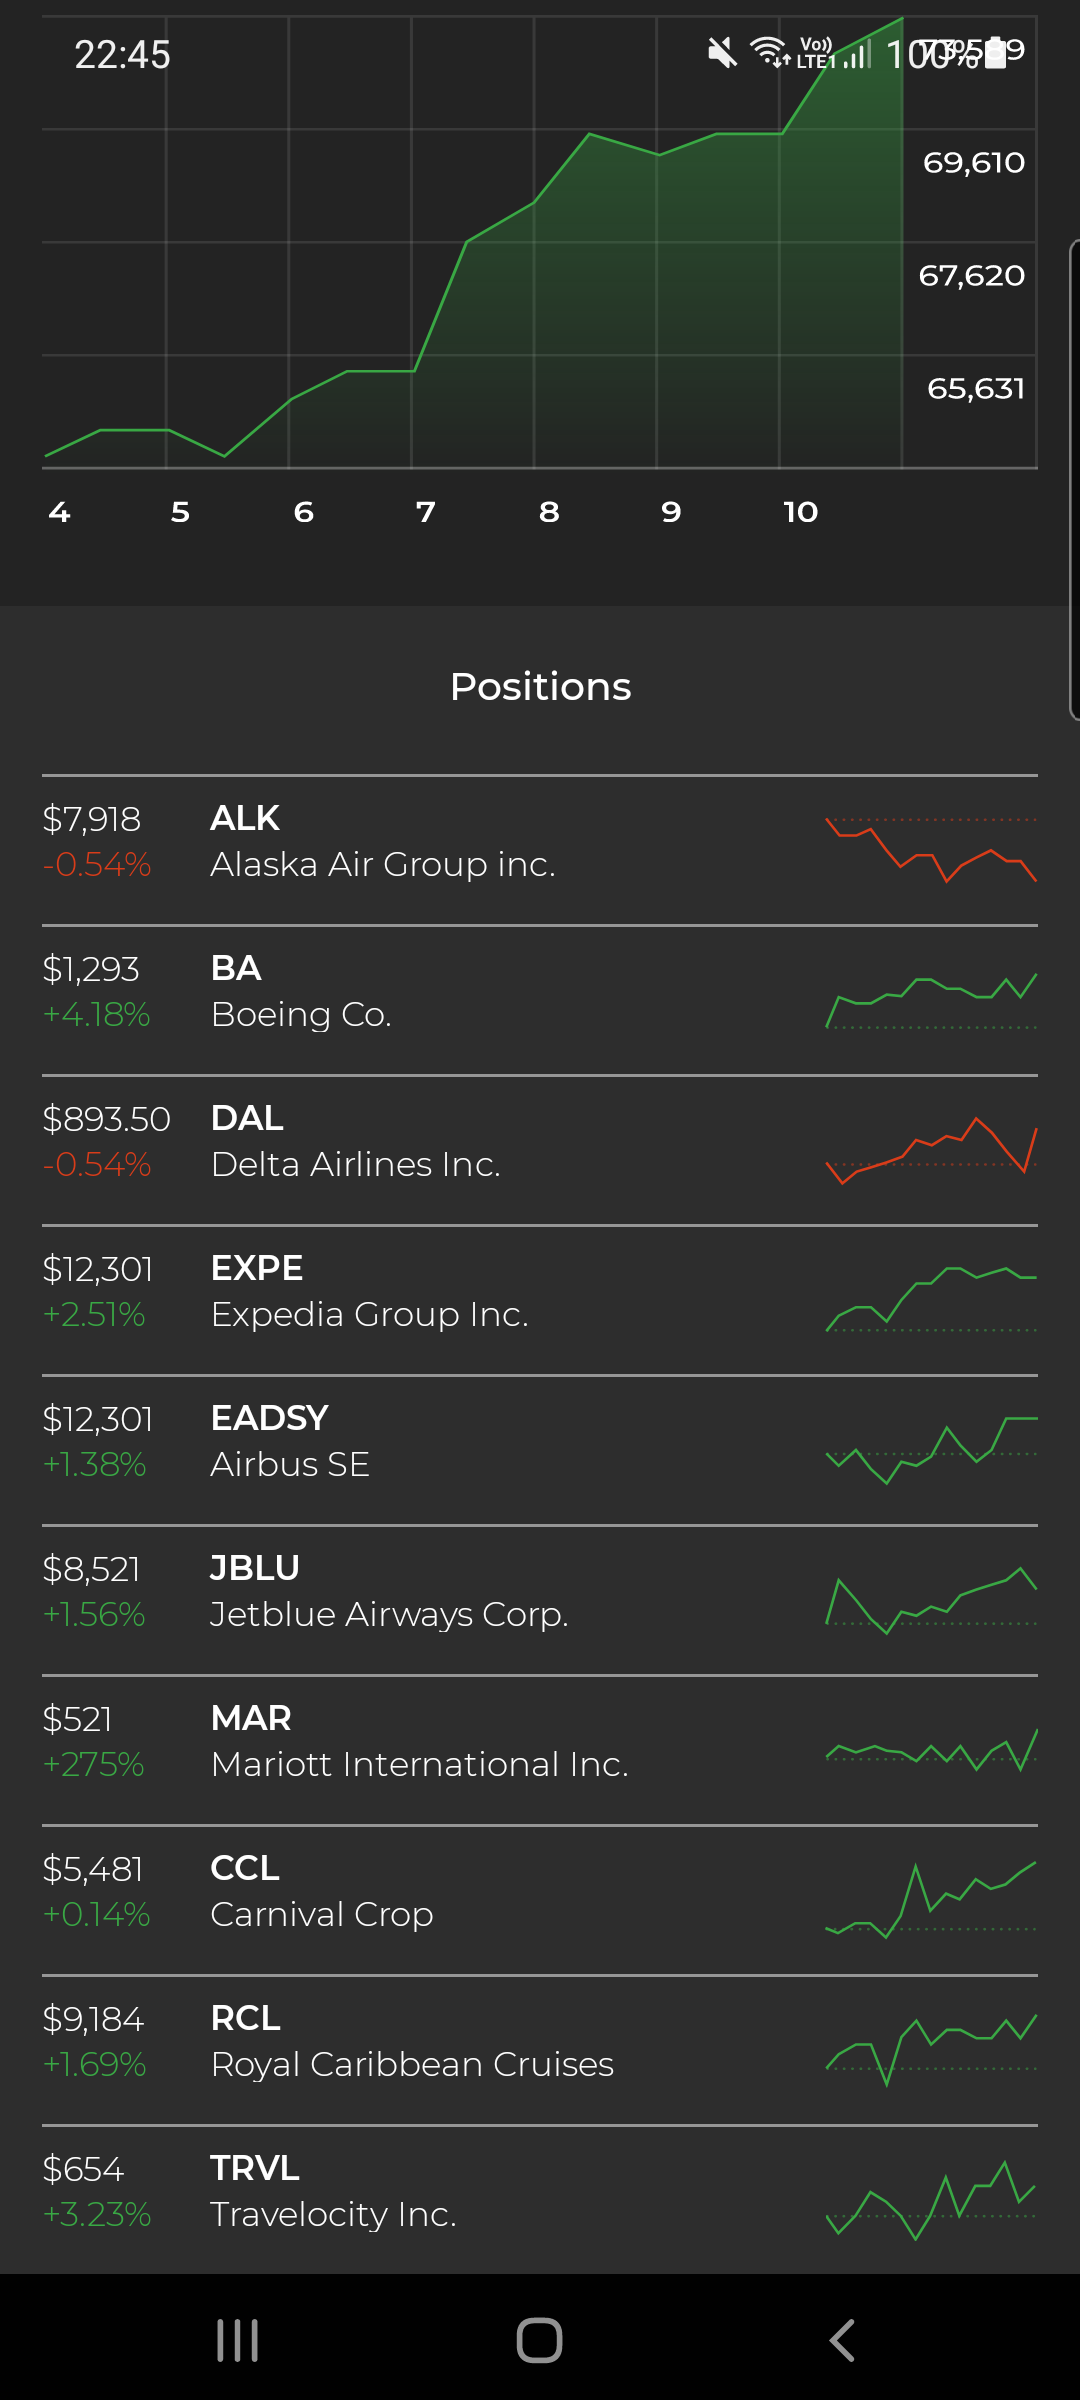 22:45
Vo))
LTE1
100%
69,610
67,620
65,631
4 5 6 7 8 9 10
Positions
$7,918 ALK
-0.54% Alaska Air Group inc.
$1,293 BA
+4.18% Boeing Co.
$893.50 DAL
-0.54% Delta Airlines Inc.
$12,301 EXPE
+2.51% Expedia Group Inc.
$12,301 EADSY
+1.38% Airbus SE
$8,521 JBLU
+1.56% Jetblue Airways Corp.
$521 MAR
+275% Mariott International Inc.
$5,481 CCL
+0.14% Carnival Crop
$9,184 RCL
+1.69% Royal Caribbean Cruises
$654 TRVL
+3.23% Travelocity Inc.